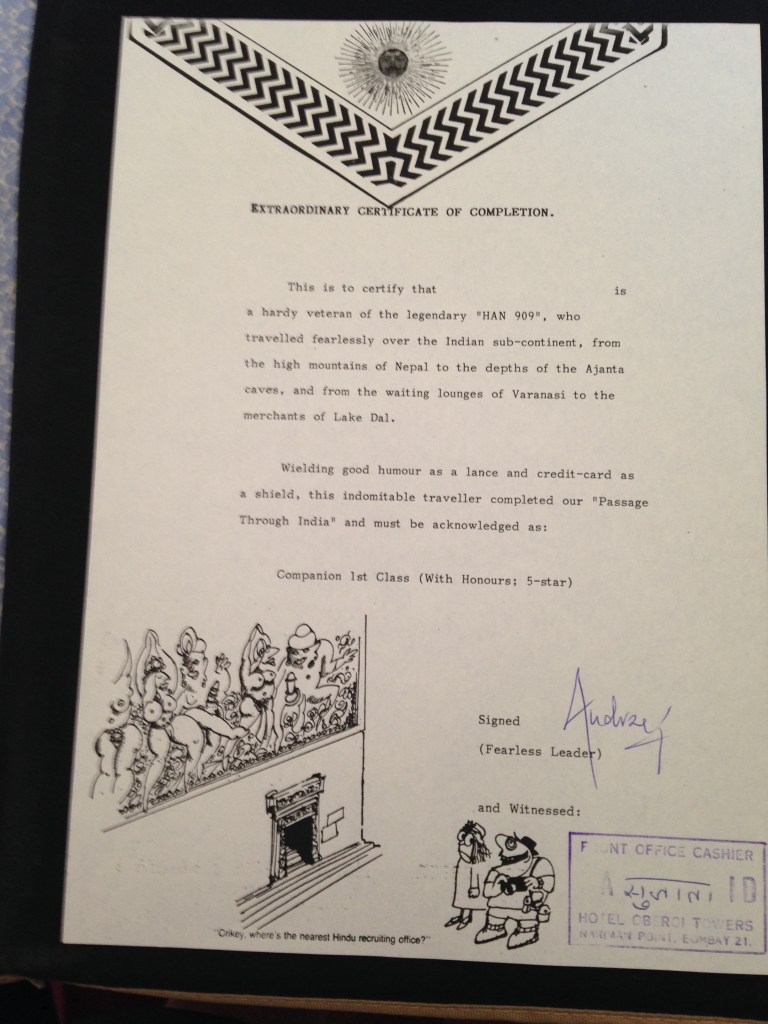 EXTRAORDINARY CERTIFICATE OF COMPLETION.
This is to certify that is
a hardy veteran of the legendary "HAN 909", who
travelled fearlessly over the Indian sub-continent, from
the high mountains of Nepal to the depths of the Ajanta
caves, and from the waiting lounges of Varanasi to the
merchants of Lake Dal.
Wielding good humour as a lance and credit-card as
a shield, this indomitable traveller completed our "Passage
Through India" and must be acknowledged as:
Companion 1st Class (With Honours; 5-star)
Signed Andrzej
(Fearless Leader)
and Witnessed:
"Crikey, where's the nearest Hindu recruiting office?"
F NT OFFICE CASHIER
A सुजाता ID
HOTEL OBEROI TOWERS
NARIMAN POINT, BOMBAY 21.